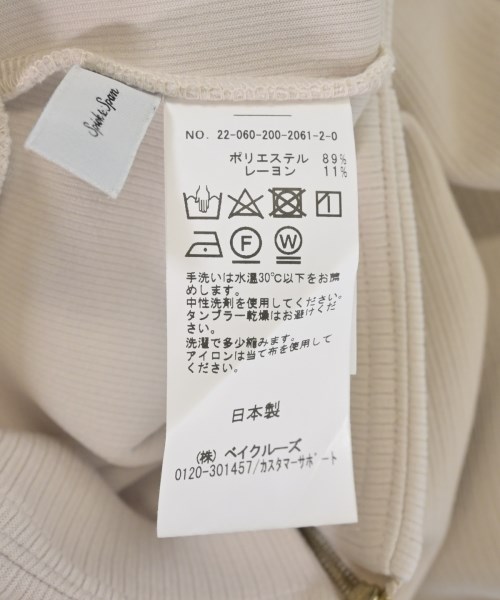 Spick & Span
NO. 22-060-200-2061-2-0
ポリエステル 89%
レーヨン 11%
F W
手洗いは水温30℃以下をお薦
めします。
中性洗剤を使用してください。
タンブラー乾燥はお避けくだ
さい。
洗濯で多少縮みます。
アイロンは当て布を使用して
ください。
日本製
(株) ベイクルーズ
0120-301457/カスタマーサポート